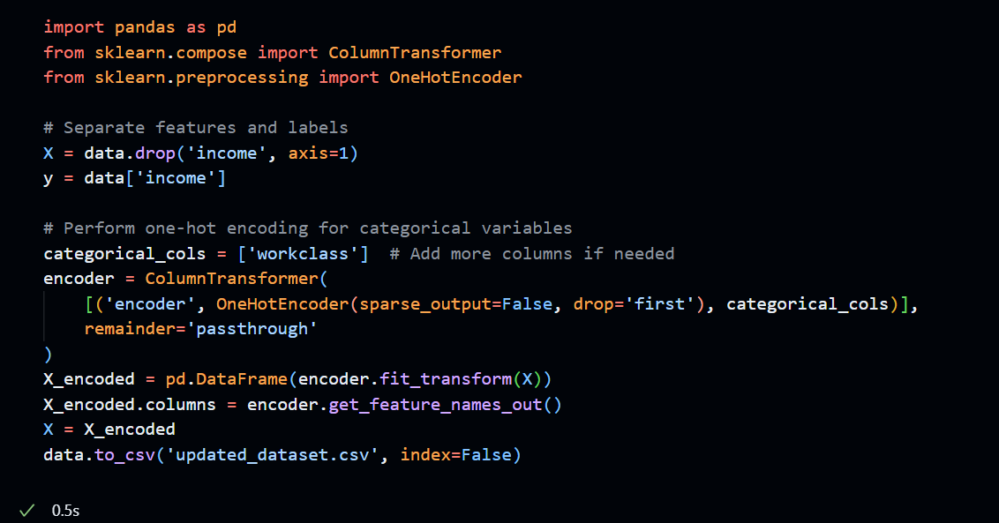 import pandas as pd
from sklearn.compose import ColumnTransformer
from sklearn.preprocessing import OneHotEncoder

# Separate features and labels
X = data.drop('income', axis=1)
y = data['income']

# Perform one-hot encoding for categorical variables
categorical_cols = ['workclass']  # Add more columns if needed
encoder = ColumnTransformer(
    [('encoder', OneHotEncoder(sparse_output=False, drop='first'), categorical_cols)],
    remainder='passthrough'
)
X_encoded = pd.DataFrame(encoder.fit_transform(X))
X_encoded.columns = encoder.get_feature_names_out()
X = X_encoded
data.to_csv('updated_dataset.csv', index=False)

✓ 0.5s